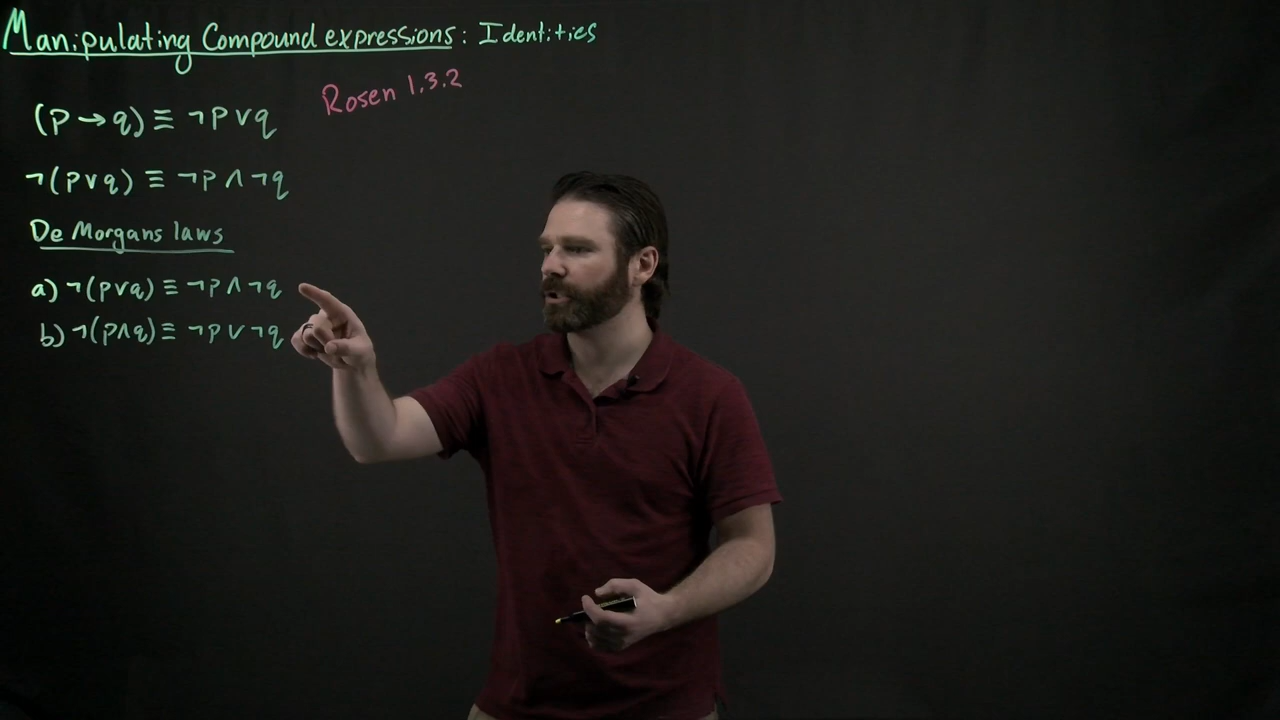 Manipulating Compound expressions: Identities
Rosen 1.3.2
(p → q) ≡ ¬p ∨ q
¬(p ∨ q) ≡ ¬p ∧ ¬q
De Morgans laws
a) ¬(p ∨ q) ≡ ¬p ∧ ¬q
b) ¬(p ∧ q) ≡ ¬p ∨ ¬q